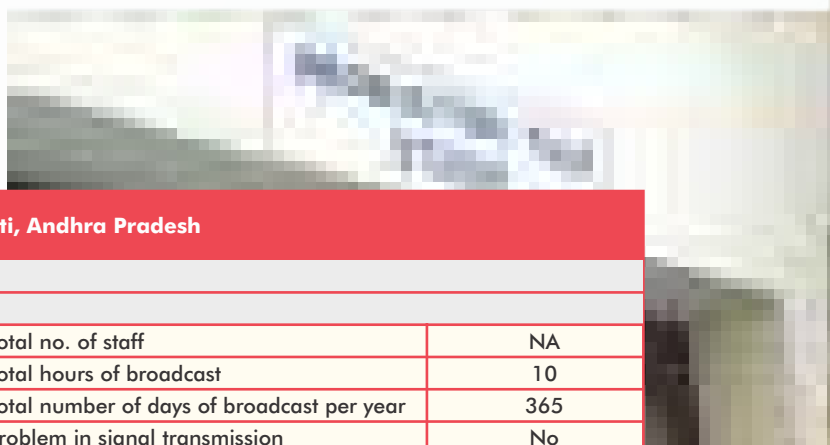 ti, Andhra Pradesh
otal no. of staff NA
otal hours of broadcast 10
otal number of days of broadcast per year 365
roblem in signal transmission No